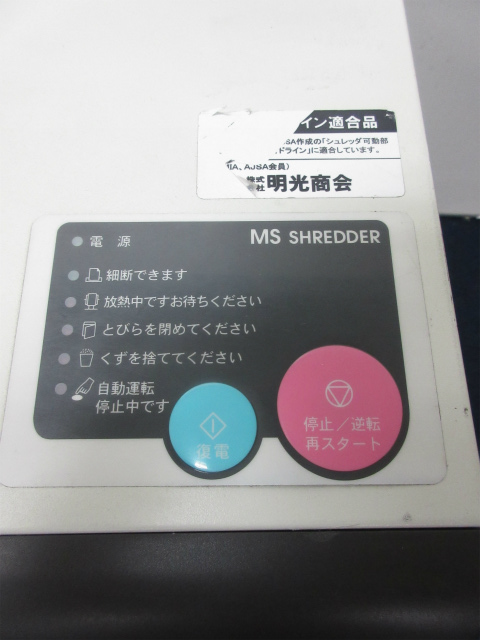 イン適合品
SA作成の「シュレッダ可動部
ドライン」に適合しています。
IA、AJSA会員）
株式会社 明光商会
電 源
MS SHREDDER
細断できます
放熱中ですお待ちください
とびらを閉めてください
くずを捨ててください
自動運転
停止中です
復電
停止／逆転
再スタート